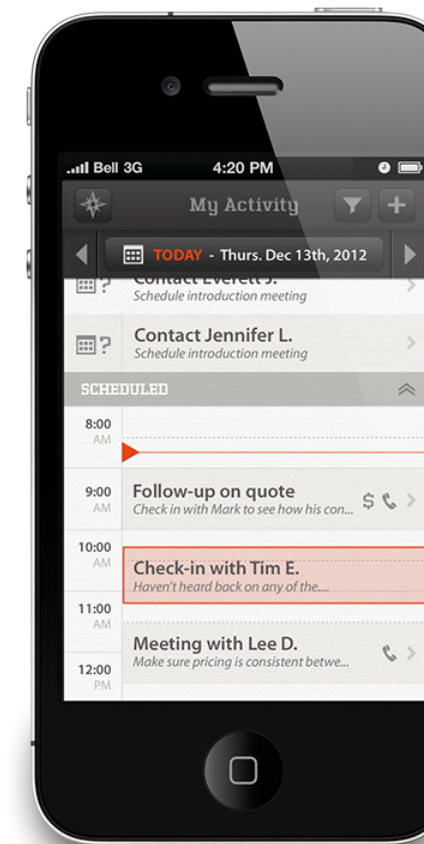 Bell 3G 4:20 PM
My Activity
TODAY - Thurs. Dec 13th, 2012
Contact Everett J.
Schedule introduction meeting
Contact Jennifer L.
Schedule introduction meeting
SCHEDULED
8:00
AM
9:00
AM
Follow-up on quote
Check in with Mark to see how his con...
$
10:00
AM
Check-in with Tim E.
Haven't heard back on any of the....
11:00
AM
Meeting with Lee D.
Make sure pricing is consistent betwe...
12:00
PM